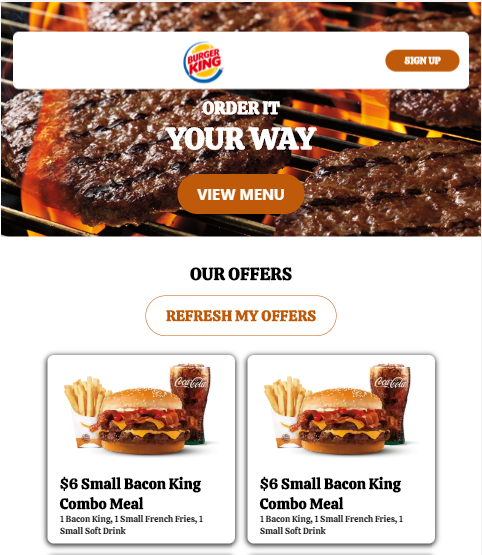 BURGER
KING
SIGN UP
ORDER IT
YOUR WAY
VIEW MENU
OUR OFFERS
REFRESH MY OFFERS
Coca-Cola
Coca-Cola
$6 Small Bacon King
Combo Meal
1 Bacon King, 1 Small French Fries, 1
Small Soft Drink
$6 Small Bacon King
Combo Meal
1 Bacon King, 1 Small French Fries, 1
Small Soft Drink